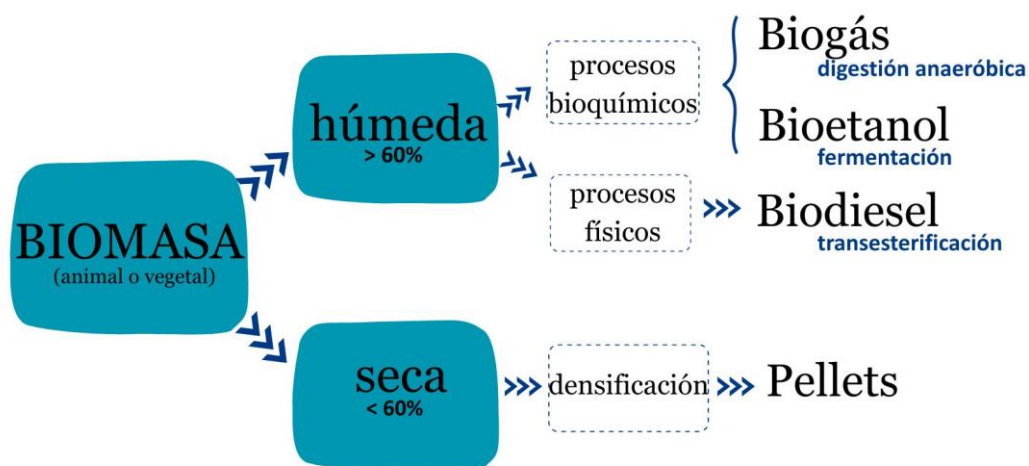 BIOMASA
(animal o vegetal)
húmeda
> 60%
procesos
bioquímicos
Biogás
digestión anaeróbica
Bioetanol
fermentación
procesos
físicos
Biodiesel
transesterificación
seca
< 60%
densificación
Pellets